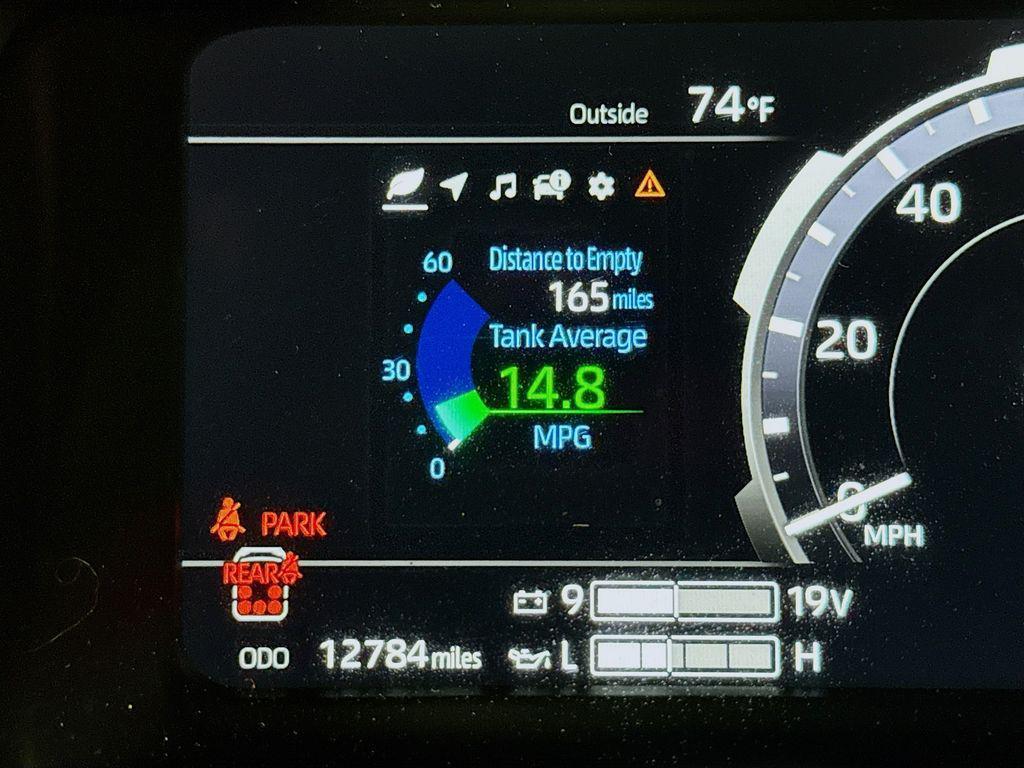 Outside 74°F
60
Distance to Empty
165 miles
Tank Average
30
14.8
MPG
0
40
20
0
MPH
PARK
REAR
9 19V
ODO 12784 miles
L H